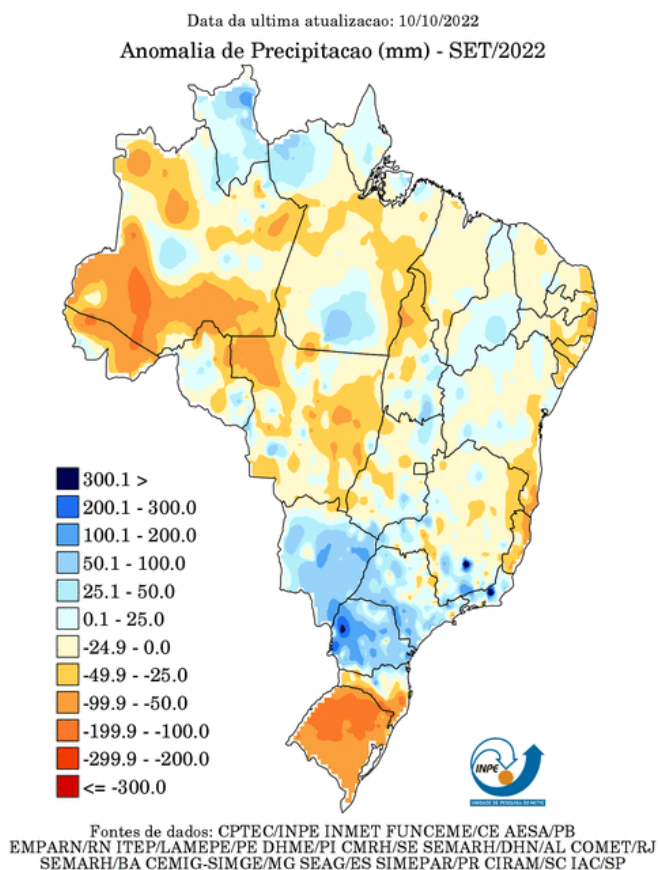 Data da ultima atualizacao: 10/10/2022
Anomalia de Precipitacao (mm) - SET/2022
300.1 >
200.1 - 300.0
100.1 - 200.0
50.1 - 100.0
25.1 - 50.0
0.1 - 25.0
-24.9 - 0.0
-49.9 - -25.0
-99.9 - -50.0
-199.9 - -100.0
-299.9 - -200.0
<= -300.0
INPE
UNIDADE DE PESQUISA DO MCTIC
Fontes de dados: CPTEC/INPE INMET FUNCEME/CE AESA/PB
EMPARN/RN ITEP/LAMEPE/PE DHME/PI CMRH/SE SEMARH/DHN/AL COMET/RJ
SEMARH/BA CEMIG-SIMGE/MG SEAG/ES SIMEPAR/PR CIRAM/SC IAC/SP